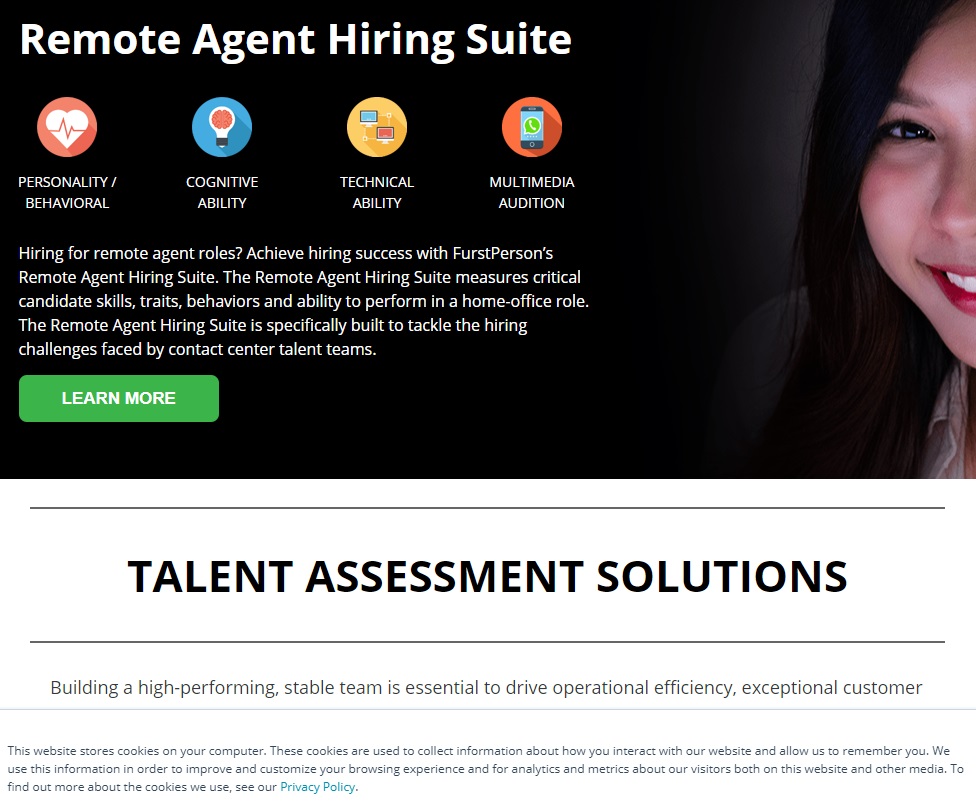 Remote Agent Hiring Suite
PERSONALITY /
BEHAVIORAL
COGNITIVE
ABILITY
TECHNICAL
ABILITY
MULTIMEDIA
AUDITION
Hiring for remote agent roles? Achieve hiring success with FurstPerson’s
Remote Agent Hiring Suite. The Remote Agent Hiring Suite measures critical
candidate skills, traits, behaviors and ability to perform in a home-office role.
The Remote Agent Hiring Suite is specifically built to tackle the hiring
challenges faced by contact center talent teams.
LEARN MORE
TALENT ASSESSMENT SOLUTIONS
Building a high-performing, stable team is essential to drive operational efficiency, exceptional customer
This website stores cookies on your computer. These cookies are used to collect information about how you interact with our website and allow us to remember you. We
use this information in order to improve and customize your browsing experience and for analytics and metrics about our visitors both on this website and other media. To
find out more about the cookies we use, see our Privacy Policy.